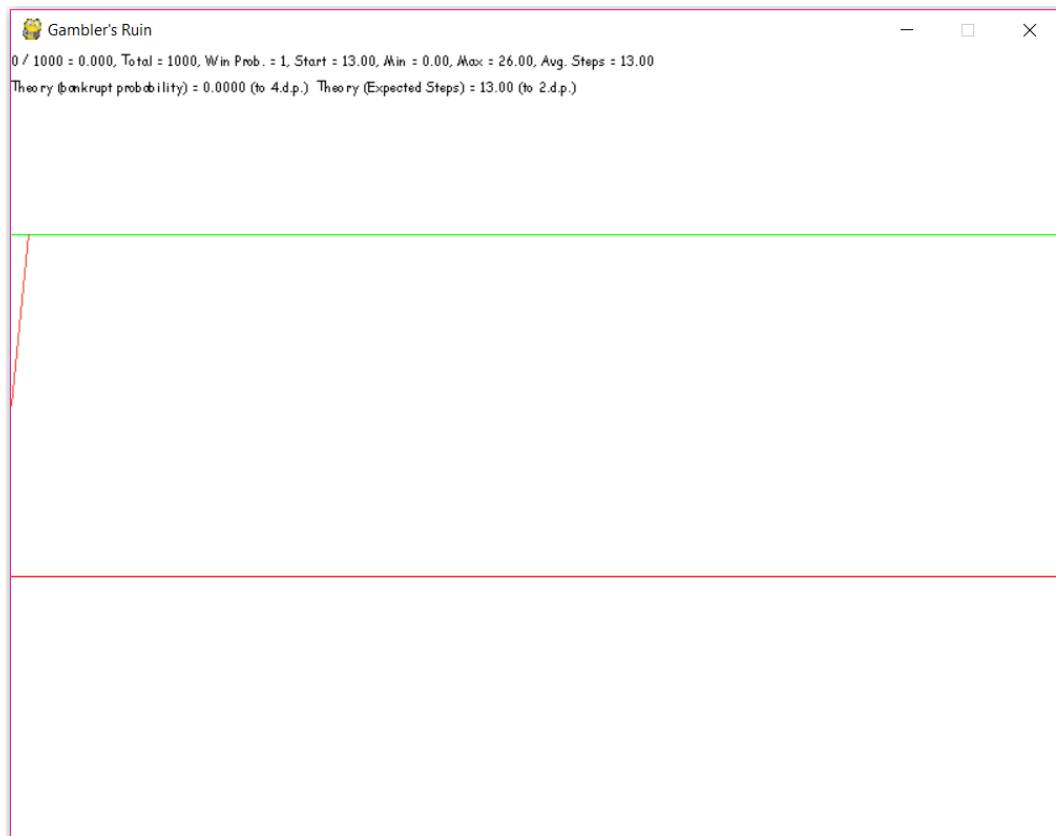 Gambler's Ruin
0 / 1000 = 0.000, Total = 1000, Win Prob. = 1, Start = 13.00, Min = 0.00, Max = 26.00, Avg. Steps = 13.00
Theory (bankrupt probability) = 0.0000 (to 4.d.p.) Theory (Expected Steps) = 13.00 (to 2.d.p.)